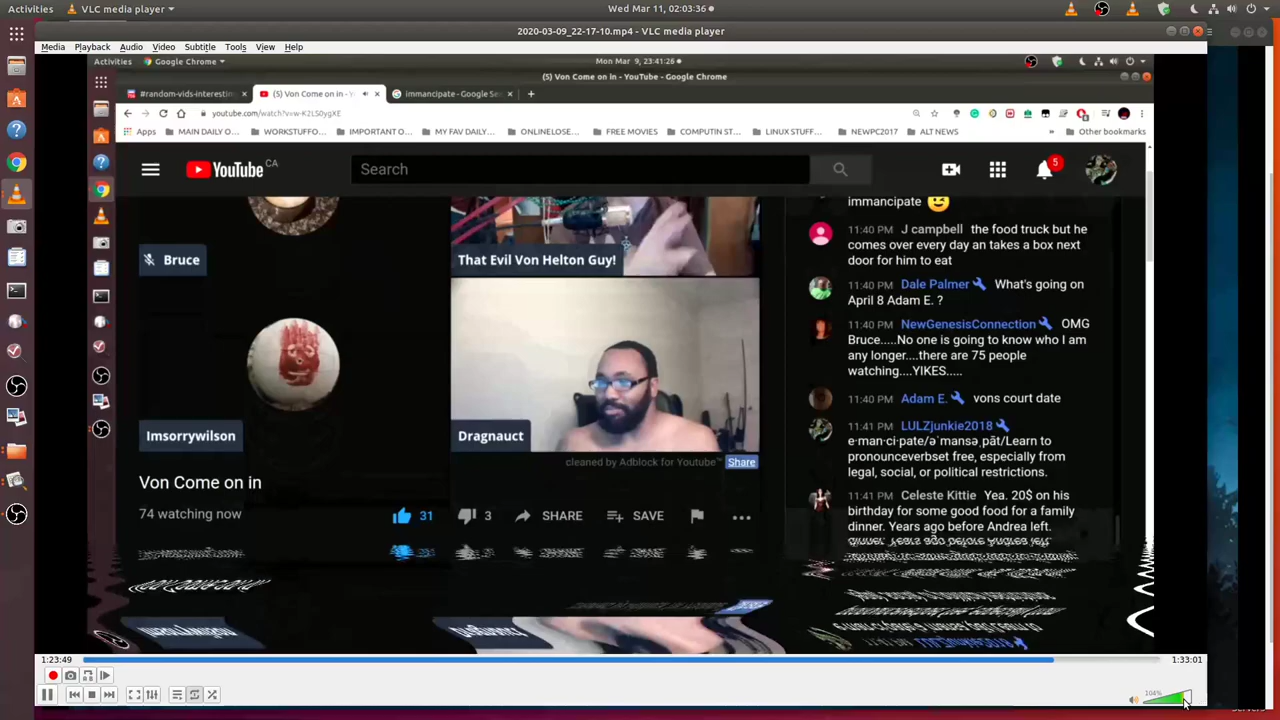 Activities VLC media player Wed Mar 11, 02:03:36
2020-03-09_22-17-10.mp4 - VLC media player
Media Playback Audio Video Subtitle Tools View Help
Activities Google Chrome Mon Mar 9, 23:41:26
(5) Von Come on in - YouTube - Google Chrome
#random-vids-interestin (5) Von Come on in - Y immancipate - Google Se
youtube.com/watch?v=w-K2LS0ygXE
Apps MAIN DAILY O... WORKSTUFFO... IMPORTANT O... MY FAV DAILY... ONLINELOSE... FREE MOVIES COMPUTIN ST... LINUX STUFF... NEWPC2017 ALT NEWS Other bookmarks
YouTube CA
Search
5
Bruce
That Evil Von Helton Guy!
Imsorrywilson
Dragnauct
cleaned by Adblock for Youtube™ Share
Von Come on in
74 watching now
31 3 SHARE SAVE
immancipate
11:40 PM J campbell the food truck but he
comes over every day an takes a box next
door for him to eat
11:40 PM Dale Palmer What's going on
April 8 Adam E. ?
11:40 PM NewGenesisConnection OMG
Bruce.....No one is going to know who I am
any longer....there are 75 people
watching....YIKES.....
11:40 PM Adam E. vons court date
11:41 PM LULZjunkie2018
e·man·ci·pate/əˈmansəˌpāt/Learn to
pronounceverbset free, especially from
legal, social, or political restrictions.
11:41 PM Celeste Kittie Yea. 20$ on his
birthday for some good food for a family
dinner. Years ago before Andrea left.
1:23:49 1:33:01
104%